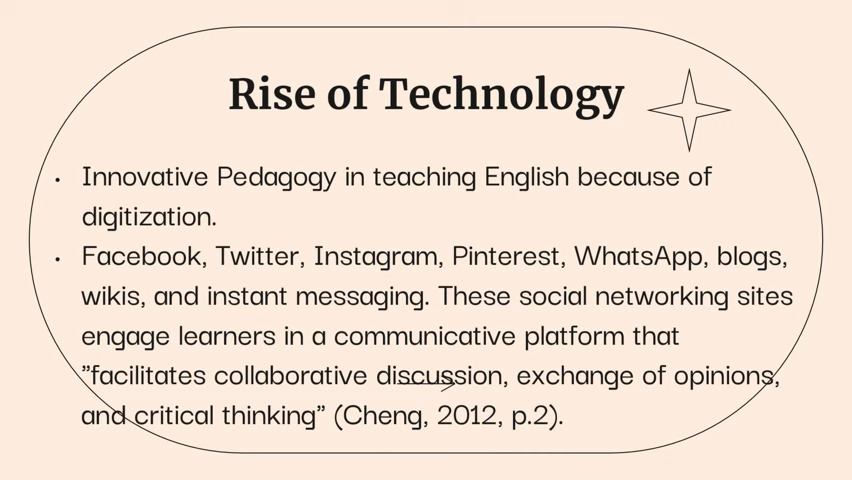 Rise of Technology
• Innovative Pedagogy in teaching English because of
digitization.
• Facebook, Twitter, Instagram, Pinterest, WhatsApp, blogs,
wikis, and instant messaging. These social networking sites
engage learners in a communicative platform that
”facilitates collaborative discussion, exchange of opinions,
and critical thinking” (Cheng, 2012, p.2).